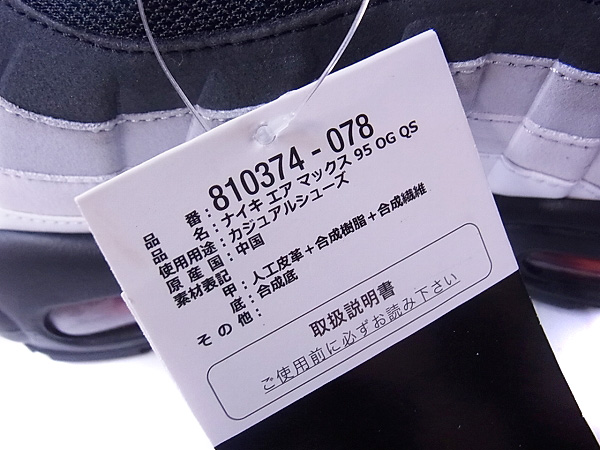 品番：810374-078
品名：ナイキ エア マックス 95 OG QS
使用用途：カジュアルシューズ
原産国：中国
素材表記
甲：人工皮革＋合成樹脂＋合成繊維
底：合成底
その他：
取扱説明書
ご使用前に必ずお読み下さい